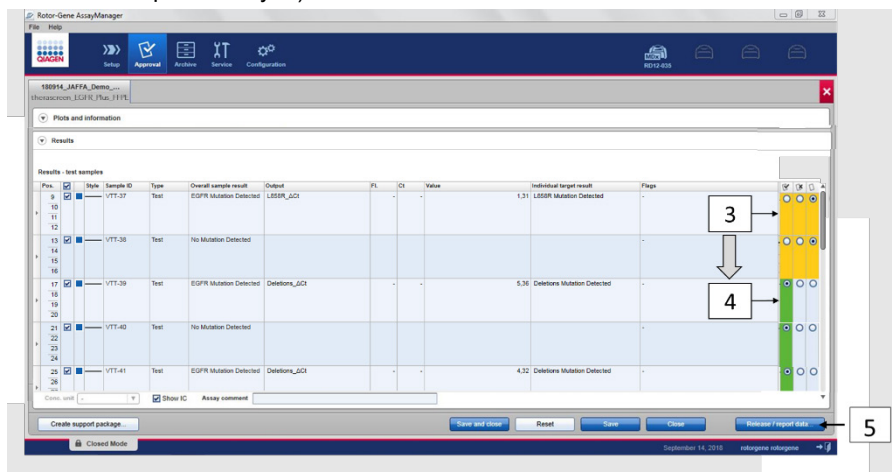 Rotor-Gene AssayManager
File Help
QIAGEN
Setup Approval Archive Service Configuration
RD12-035
180914_JAFFA_Demo_...
therascreen_EGFR_Plus_FFPE
Plots and information
Results
Results - test samples
Pos. Style Sample ID Type Overall sample result Output Fl. Ct Value Individual target result Flags
9 VTT-37 Test EGFR Mutation Detected L858R_ΔCt - - 1,31 L858R Mutation Detected -
10
11
12
3
13 VTT-38 Test No Mutation Detected -
14
15
16
17 VTT-39 Test EGFR Mutation Detected Deletions_ΔCt - - 5,36 Deletions Mutation Detected -
18
19
20
4
21 VTT-40 Test No Mutation Detected -
22
23
24
25 VTT-41 Test EGFR Mutation Detected Deletions_ΔCt - - 4,32 Deletions Mutation Detected -
26
Conc. unit - Show IC Assay comment
Create support package... Save and close Reset Save Close Release / report data...
5
Closed Mode
September 14, 2018 rotorgene rotorgene